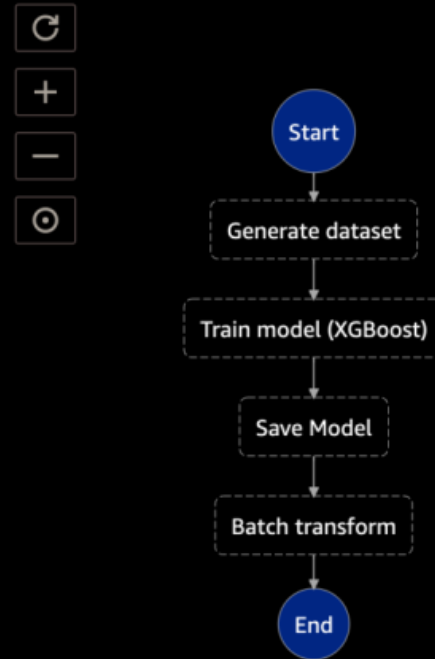 Start
Generate dataset
Train model (XGBoost)
Save Model
Batch transform
End